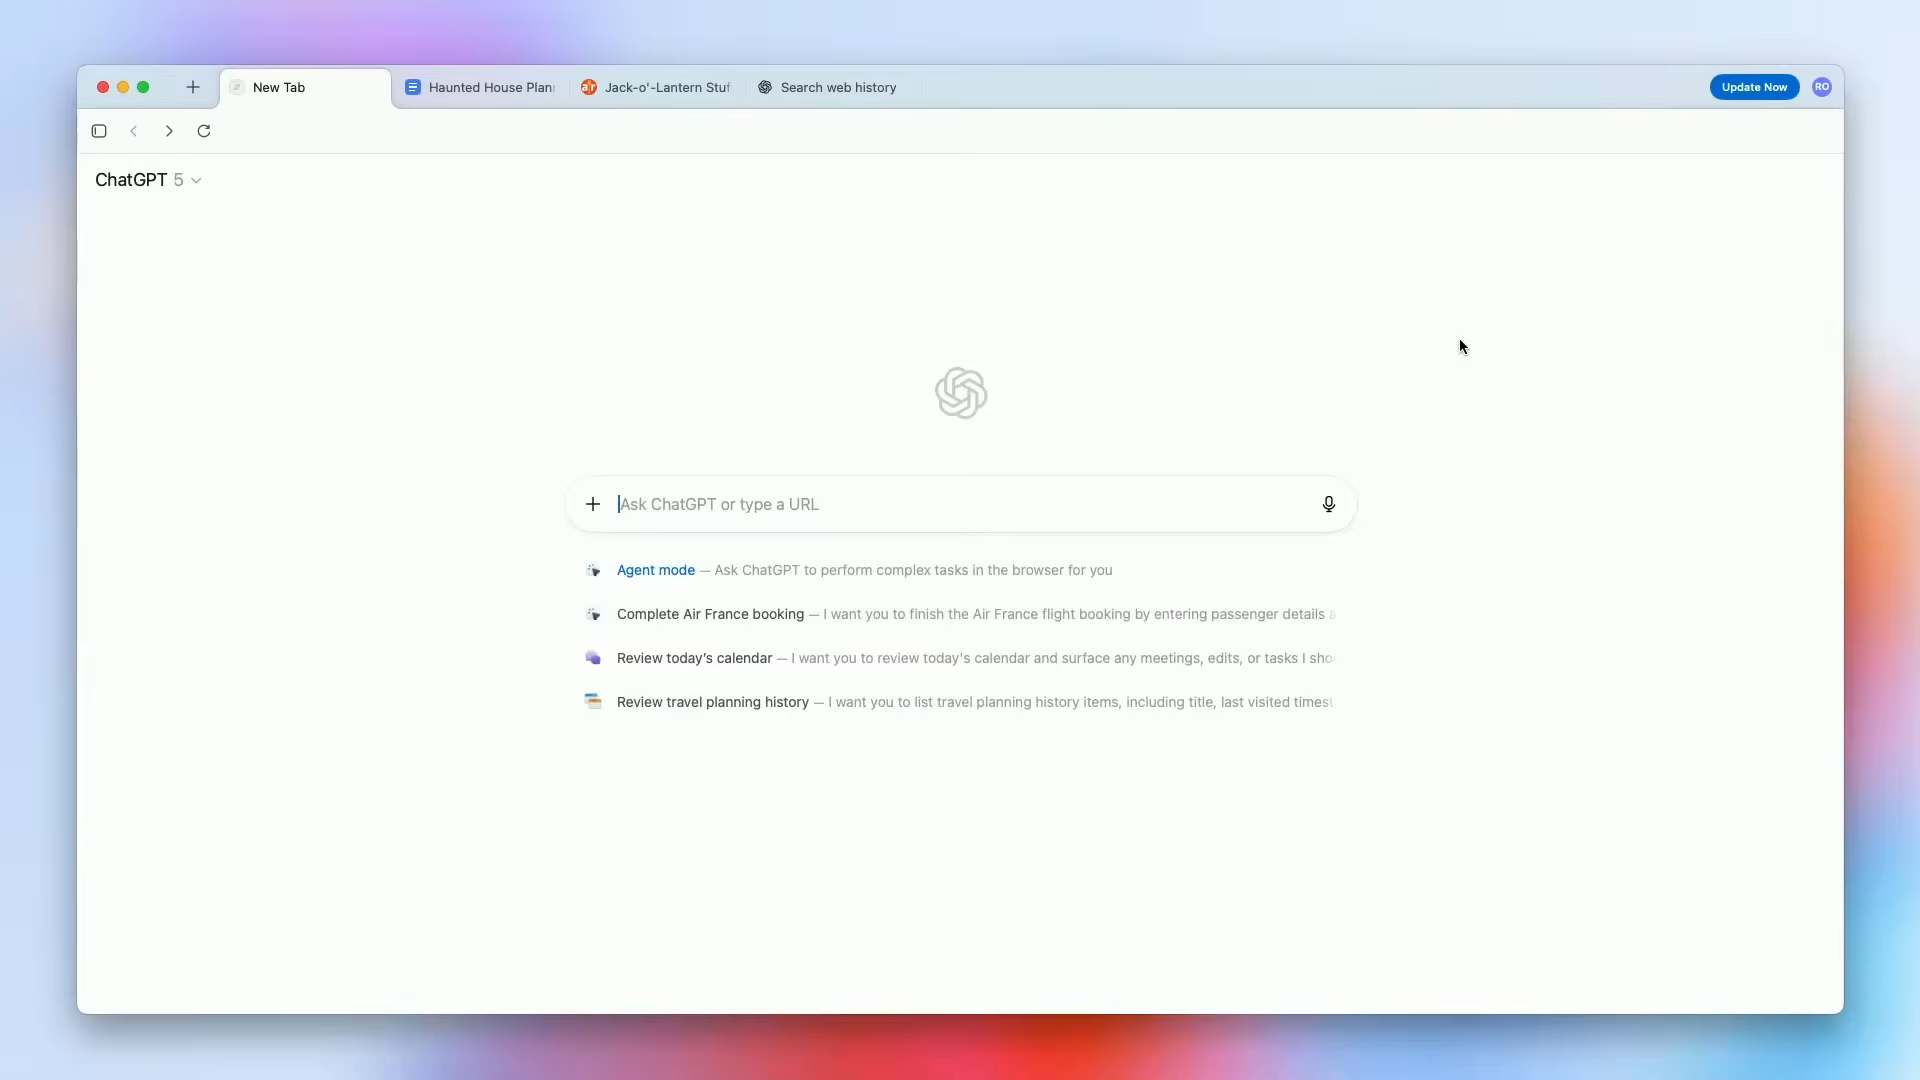 New Tab
Haunted House Plan
Jack-o'-Lantern Stuf
Search web history
Update Now
RO
ChatGPT 5
Ask ChatGPT or type a URL
Agent mode — Ask ChatGPT to perform complex tasks in the browser for you
Complete Air France booking — I want you to finish the Air France flight booking by entering passenger details
Review today’s calendar — I want you to review today's calendar and surface any meetings, edits, or tasks I sho
Review travel planning history — I want you to list travel planning history items, including title, last visited timest